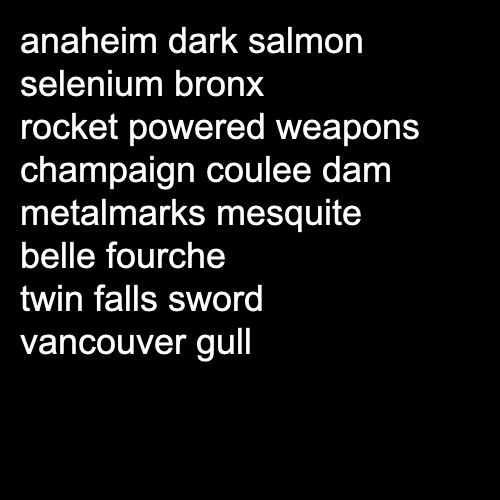 anaheim dark salmon
selenium bronx
rocket powered weapons
champaign coulee dam
metalmarks mesquite
belle fourche
twin falls sword
vancouver gull